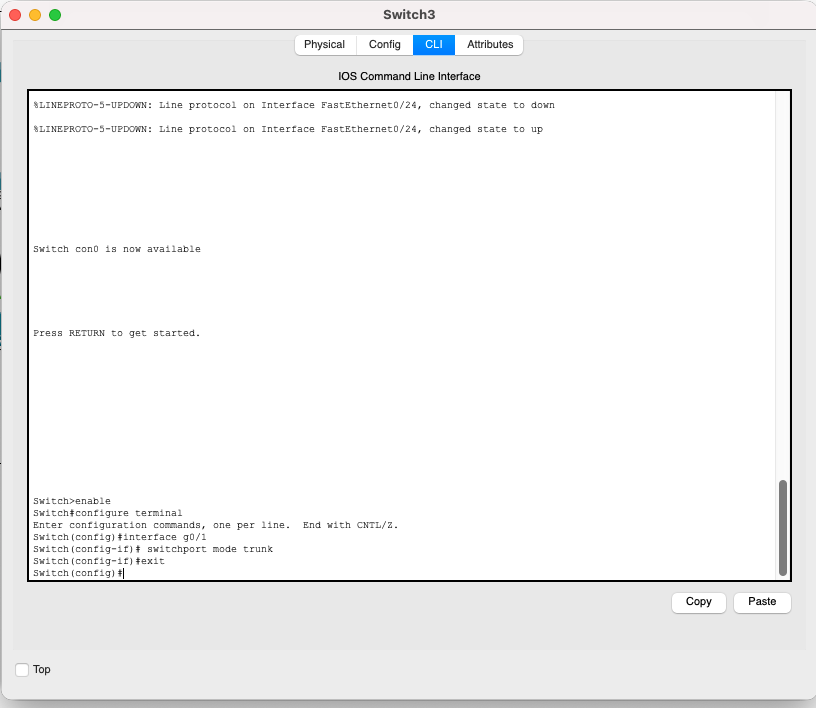 Switch3
Physical Config CLI Attributes
IOS Command Line Interface
%LINEPROTO-5-UPDOWN: Line protocol on Interface FastEthernet0/24, changed state to down
%LINEPROTO-5-UPDOWN: Line protocol on Interface FastEthernet0/24, changed state to up
Switch con0 is now available
Press RETURN to get started.
Switch>enable
Switch#configure terminal
Enter configuration commands, one per line.  End with CNTL/Z.
Switch(config)#interface g0/1
Switch(config-if)# switchport mode trunk
Switch(config-if)#exit
Switch(config)#
Copy Paste
Top